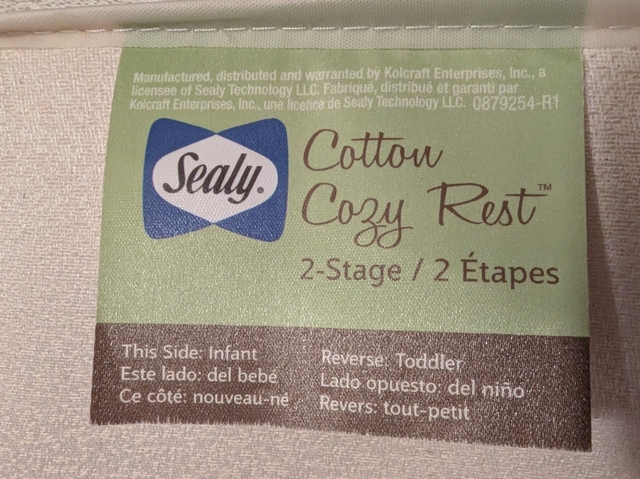 Manufactured, distributed and warranted by Kolcraft Enterprises, Inc., a
licensee of Sealy Technology LLC. Fabriqué, distribué et garanti par
Kolcraft Enterprises, Inc., une licence de Sealy Technology LLC. 0879254-R1
Sealy®
Cotton
Cozy Rest™
2-Stage / 2 Étapes
This Side: Infant
Este lado: del bebé
Ce côté: nouveau-né
Reverse: Toddler
Lado opuesto: del niño
Revers: tout-petit